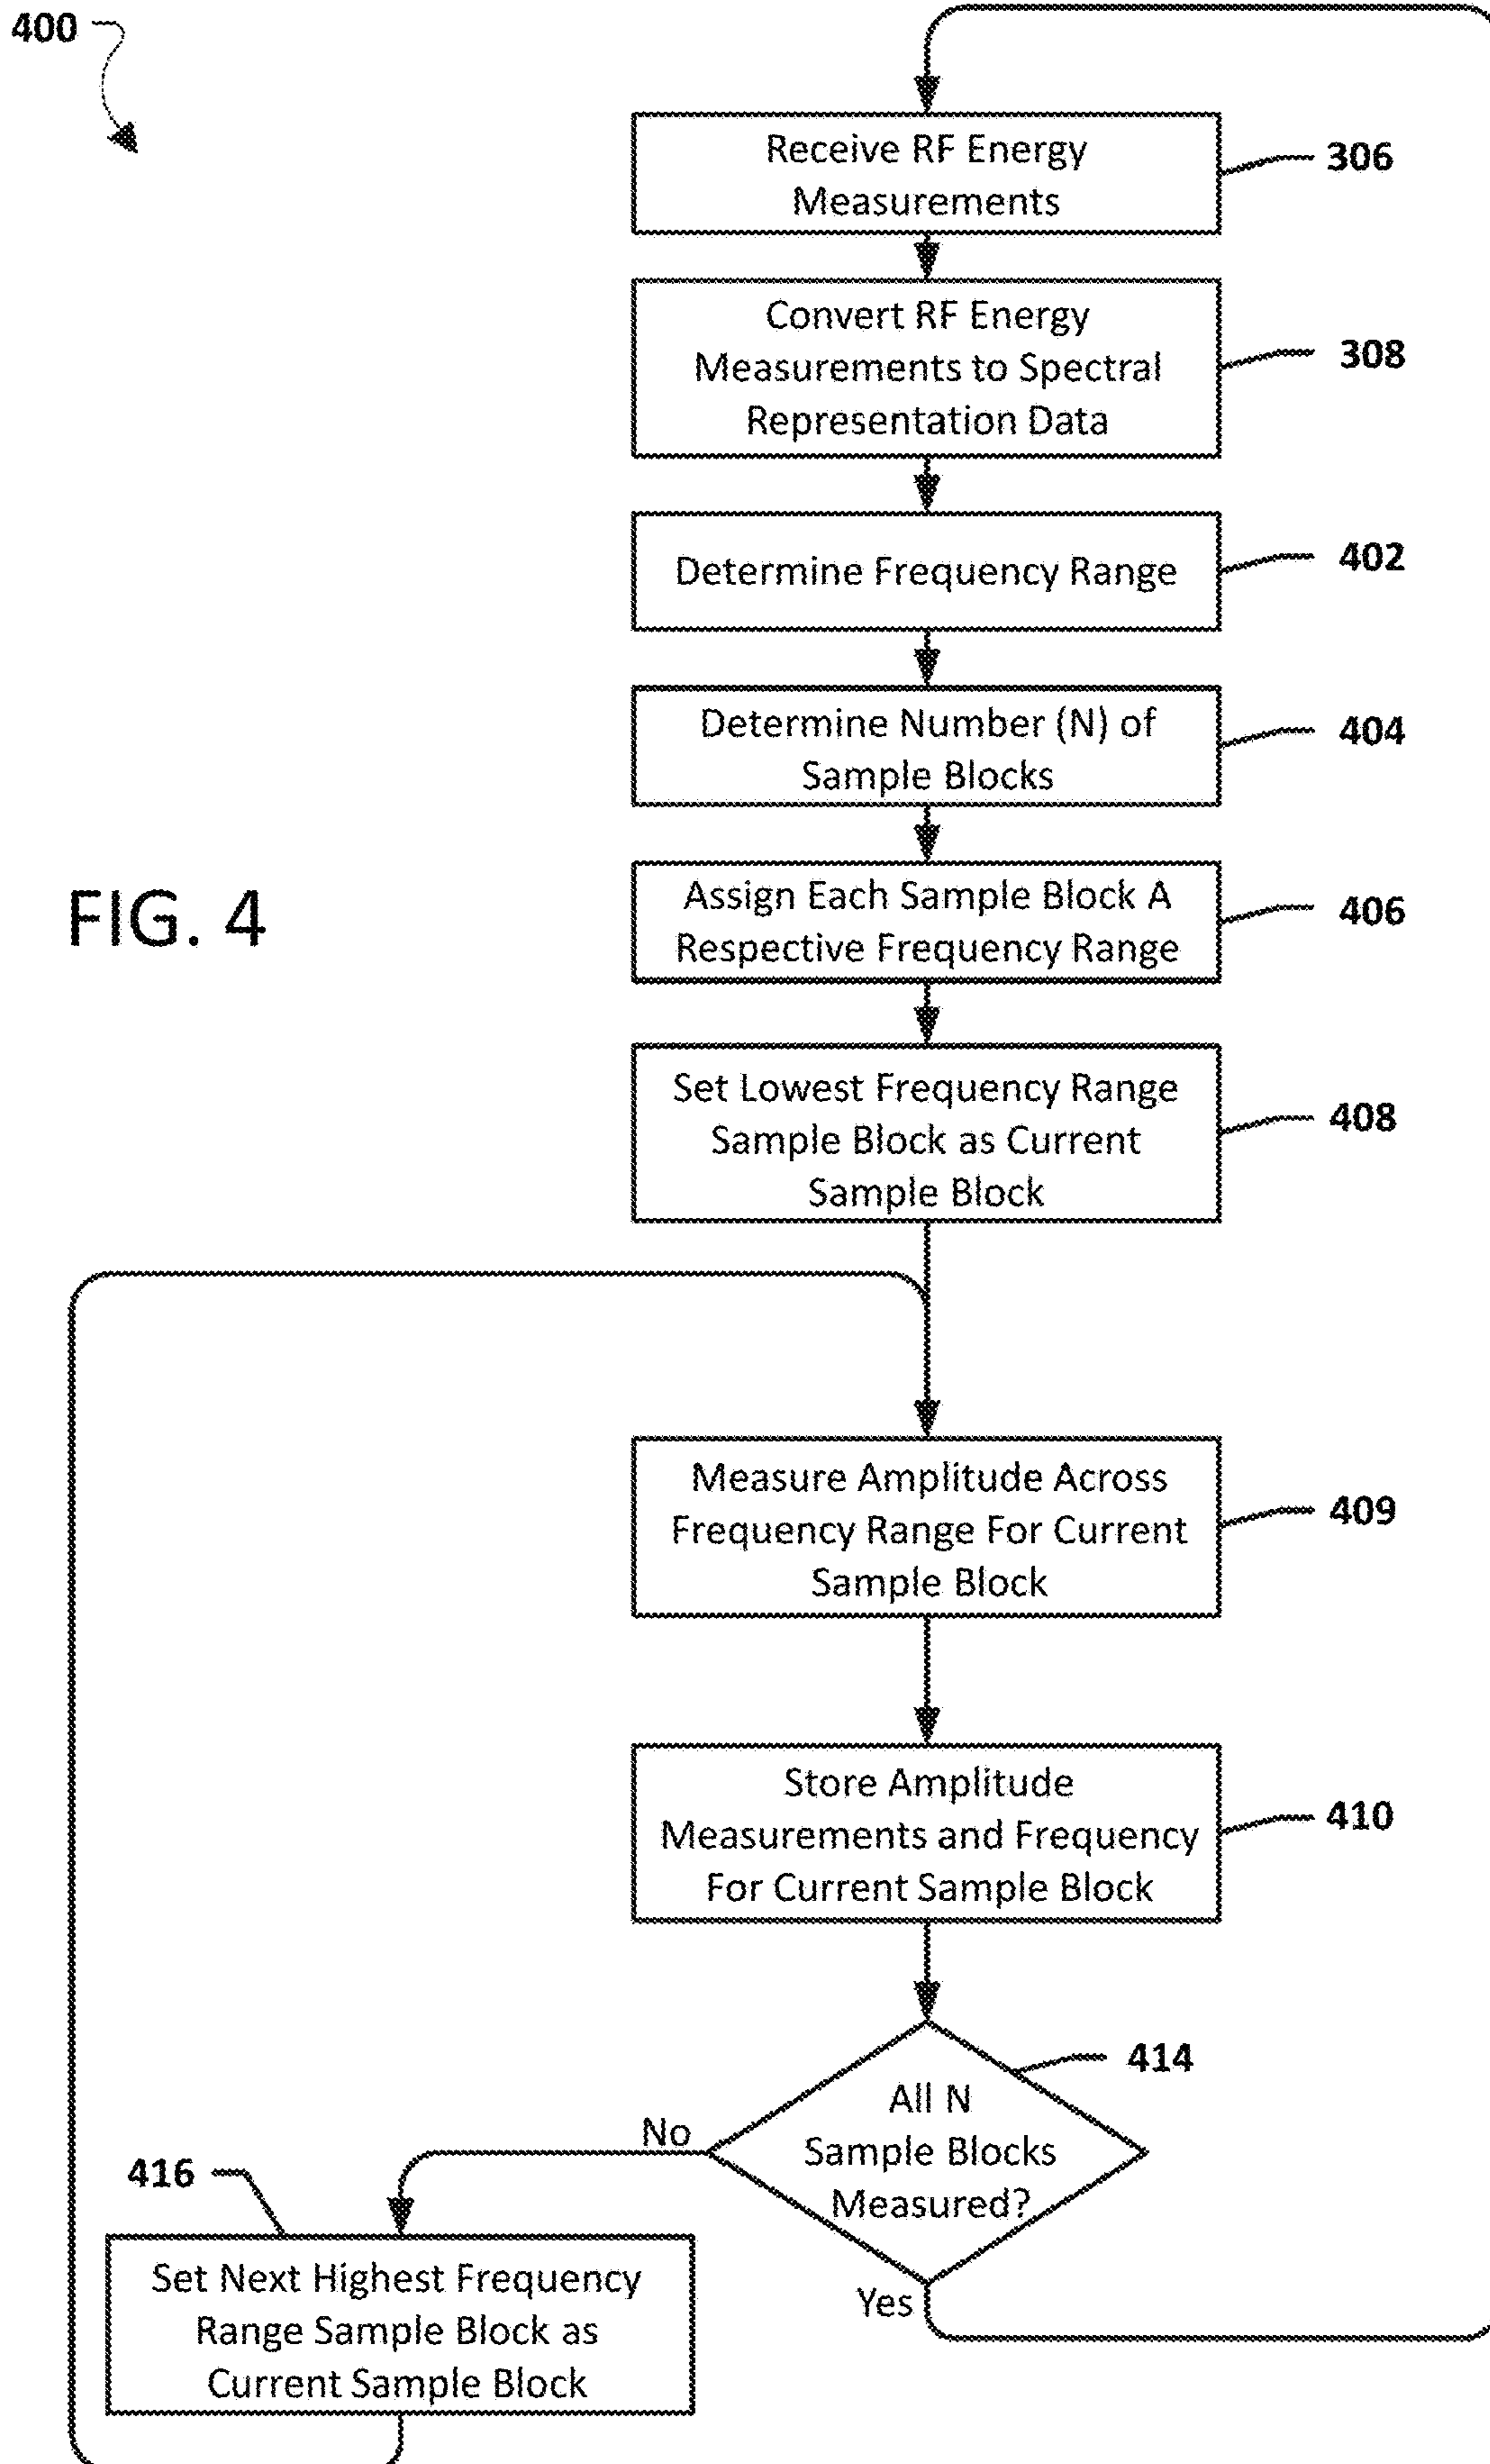 400
Receive RF Energy
Measurements
306
Convert RF Energy
Measurements to Spectral
Representation Data
308
Determine Frequency Range
402
Determine Number (N) of
Sample Blocks
404
FIG. 4
Assign Each Sample Block A
Respective Frequency Range
406
Set Lowest Frequency Range
Sample Block as Current
Sample Block
408
Measure Amplitude Across
Frequency Range For Current
Sample Block
409
Store Amplitude
Measurements and Frequency
For Current Sample Block
410
All N
Sample Blocks
Measured?
414
No
Yes
416
Set Next Highest Frequency
Range Sample Block as
Current Sample Block